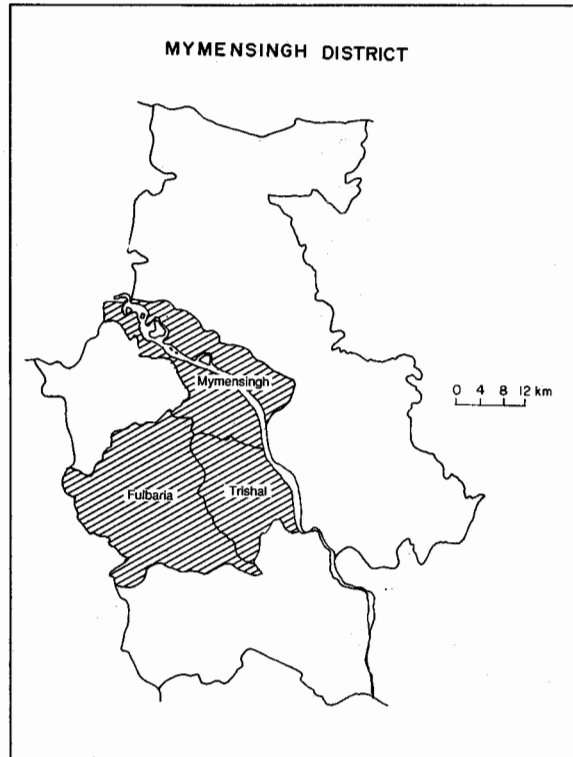 MYMENSINGH DISTRICT
Mymensingh
0 4 8 12 km
Fulbaria
Trishal